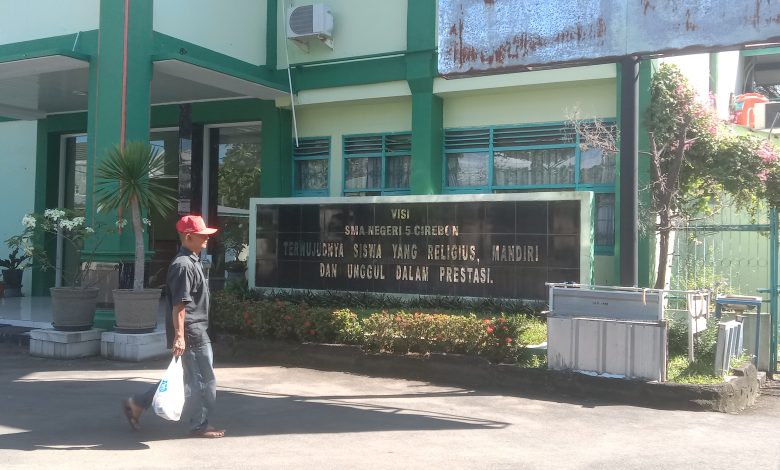 VISI
SMA NEGERI 5 CIREBON
TERWUJUDNYA SISWA YANG RELIGIUS, MANDIRI
DAN UNGGUL DALAM PRESTASI.